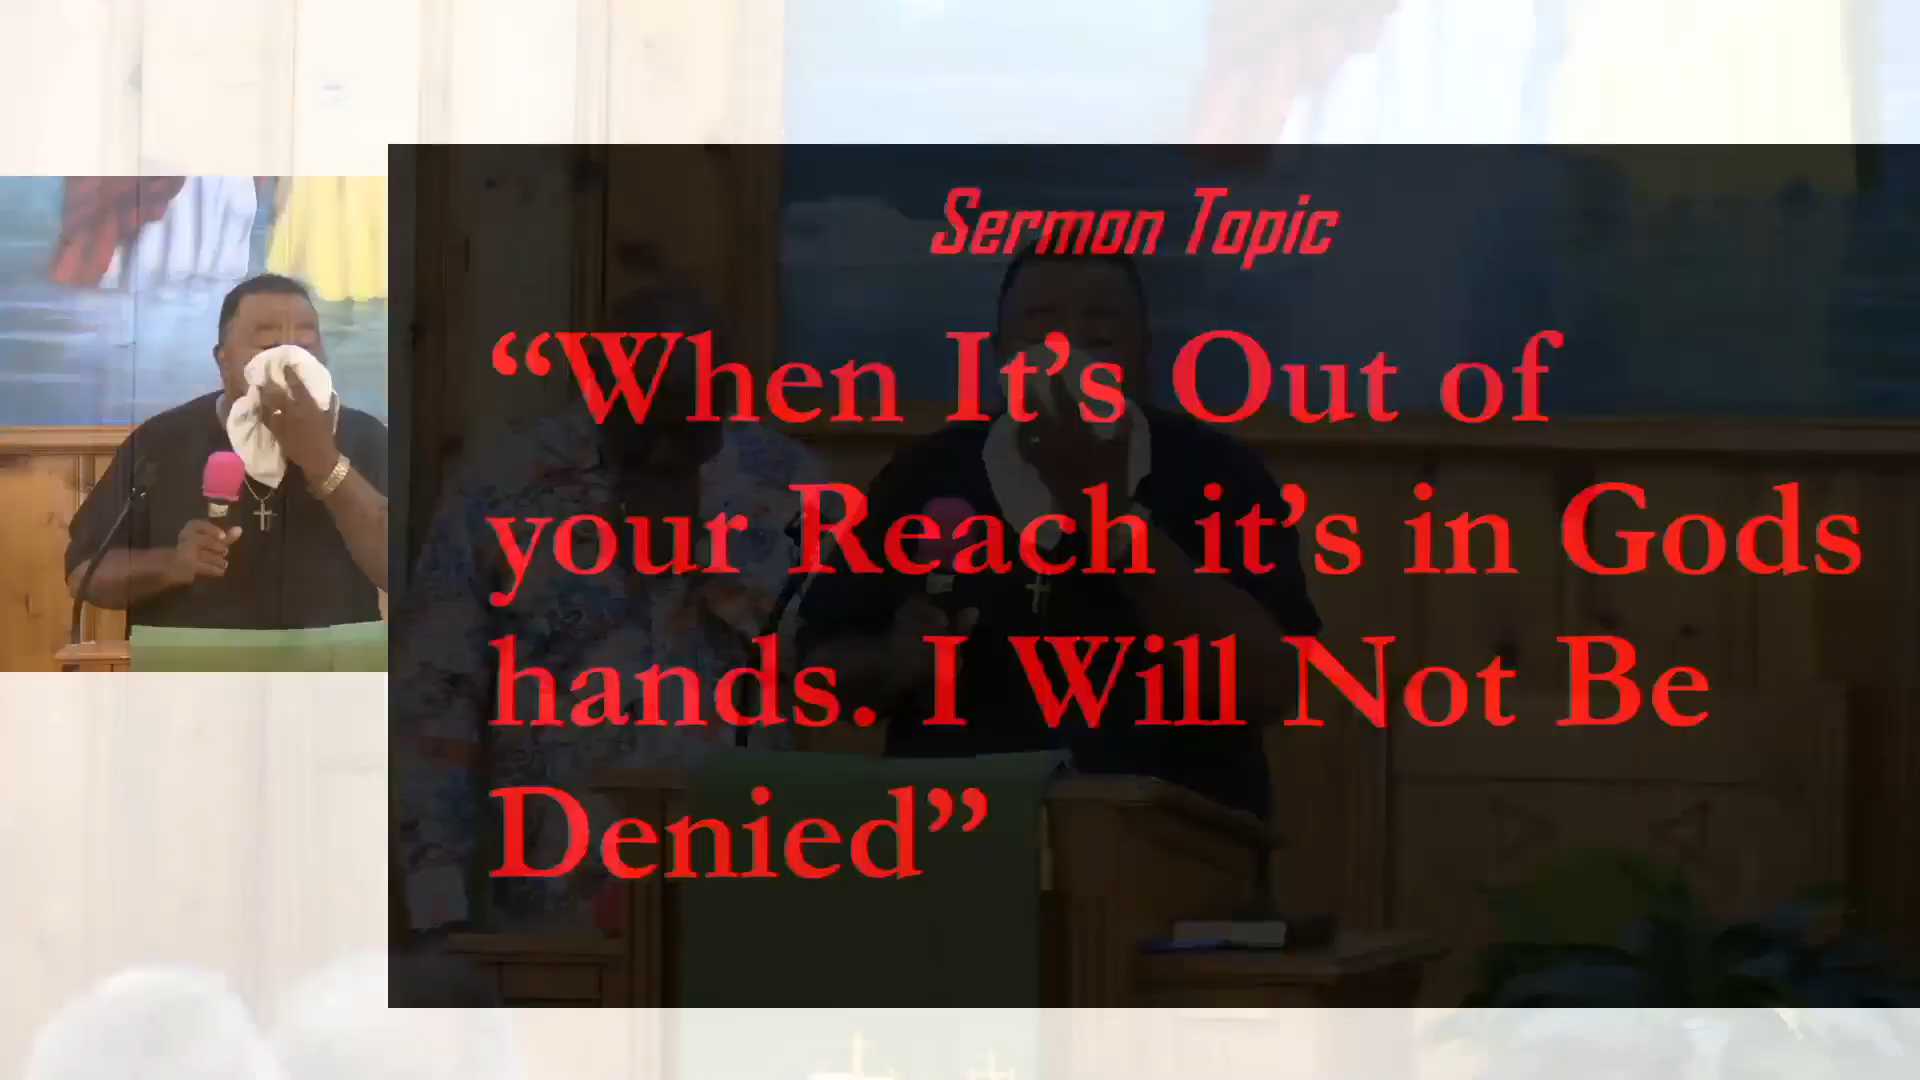 Sermon Topic
“When It’s Out of
your Reach it’s in Gods
hands. I Will Not Be
Denied”